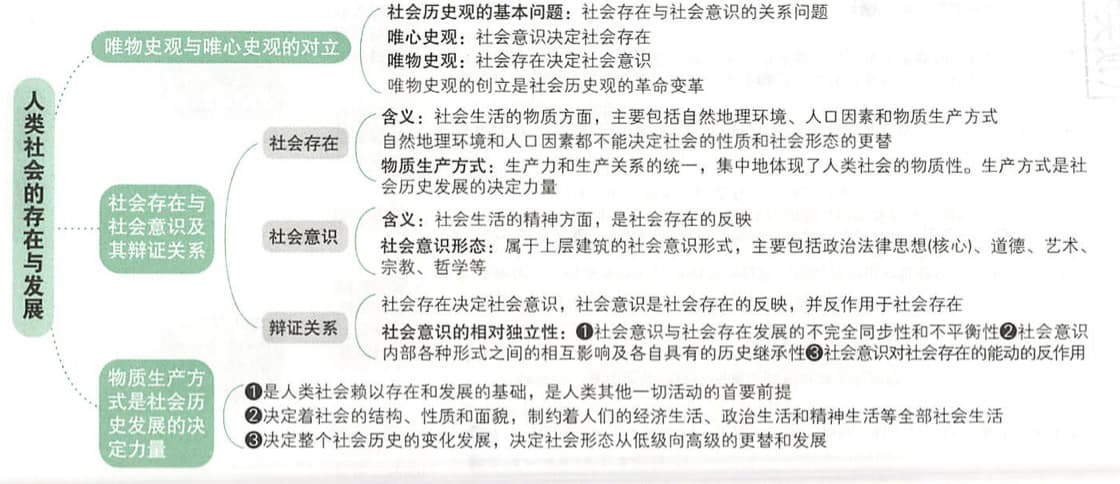 人类社会的存在与发展
唯物史观与唯心史观的对立
社会历史观的基本问题：社会存在与社会意识的关系问题
唯心史观：社会意识决定社会存在
唯物史观：社会存在决定社会意识
唯物史观的创立是社会历史观的革命变革
社会存在与
社会意识及
其辩证关系
社会存在
含义：社会生活的物质方面，主要包括自然地理环境、人口因素和物质生产方式
自然地理环境和人口因素都不能决定社会的性质和社会形态的更替
物质生产方式：生产力和生产关系的统一，集中地体现了人类社会的物质性。生产方式是社
会历史发展的决定力量
社会意识
含义：社会生活的精神方面，是社会存在的反映
社会意识形态：属于上层建筑的社会意识形式，主要包括政治法律思想(核心)、道德、艺术、
宗教、哲学等
辩证关系
社会存在决定社会意识，社会意识是社会存在的反映，并反作用于社会存在
社会意识的相对独立性：❶社会意识与社会存在发展的不完全同步性和不平衡性❷社会意识
内部各种形式之间的相互影响及各自具有的历史继承性❸社会意识对社会存在的能动的反作用
物质生产方
式是社会历
史发展的决
定力量
❶是人类社会赖以存在和发展的基础，是人类其他一切活动的首要前提
❷决定着社会的结构、性质和面貌，制约着人们的经济生活、政治生活和精神生活等全部社会生活
❸决定整个社会历史的变化发展，决定社会形态从低级向高级的更替和发展